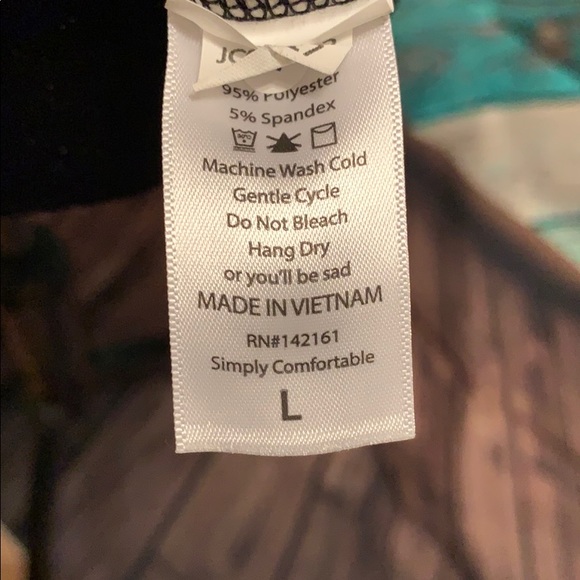 95% Polyester
5% Spandex
Machine Wash Cold
Gentle Cycle
Do Not Bleach
Hang Dry
or you'll be sad
MADE IN VIETNAM
RN#142161
Simply Comfortable
L